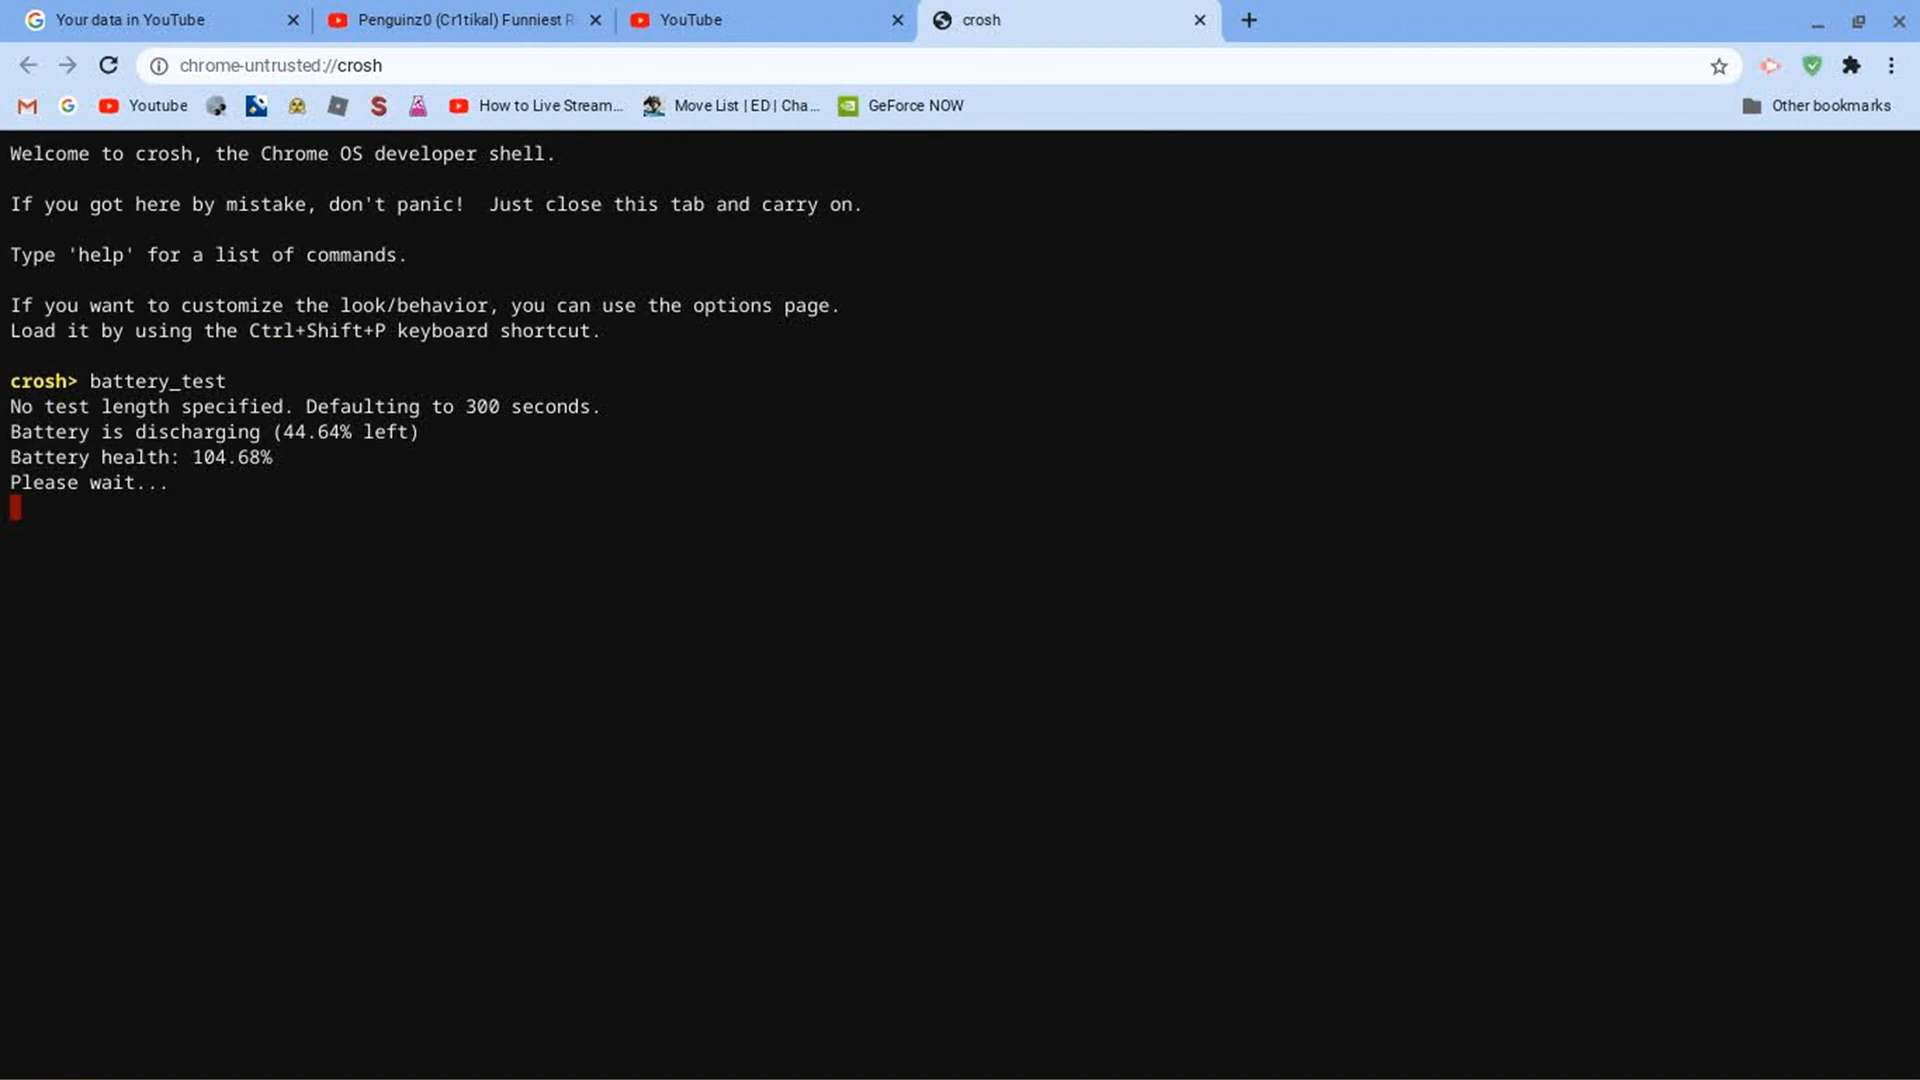 Your data in YouTube
Penguinz0 (Cr1tikal) Funniest R
YouTube
crosh
chrome-untrusted://crosh
Youtube
How to Live Stream...
Move List | ED | Cha...
GeForce NOW
Other bookmarks
Welcome to crosh, the Chrome OS developer shell.
If you got here by mistake, don't panic!  Just close this tab and carry on.
Type 'help' for a list of commands.
If you want to customize the look/behavior, you can use the options page.
Load it by using the Ctrl+Shift+P keyboard shortcut.
crosh> battery_test
No test length specified. Defaulting to 300 seconds.
Battery is discharging (44.64% left)
Battery health: 104.68%
Please wait...